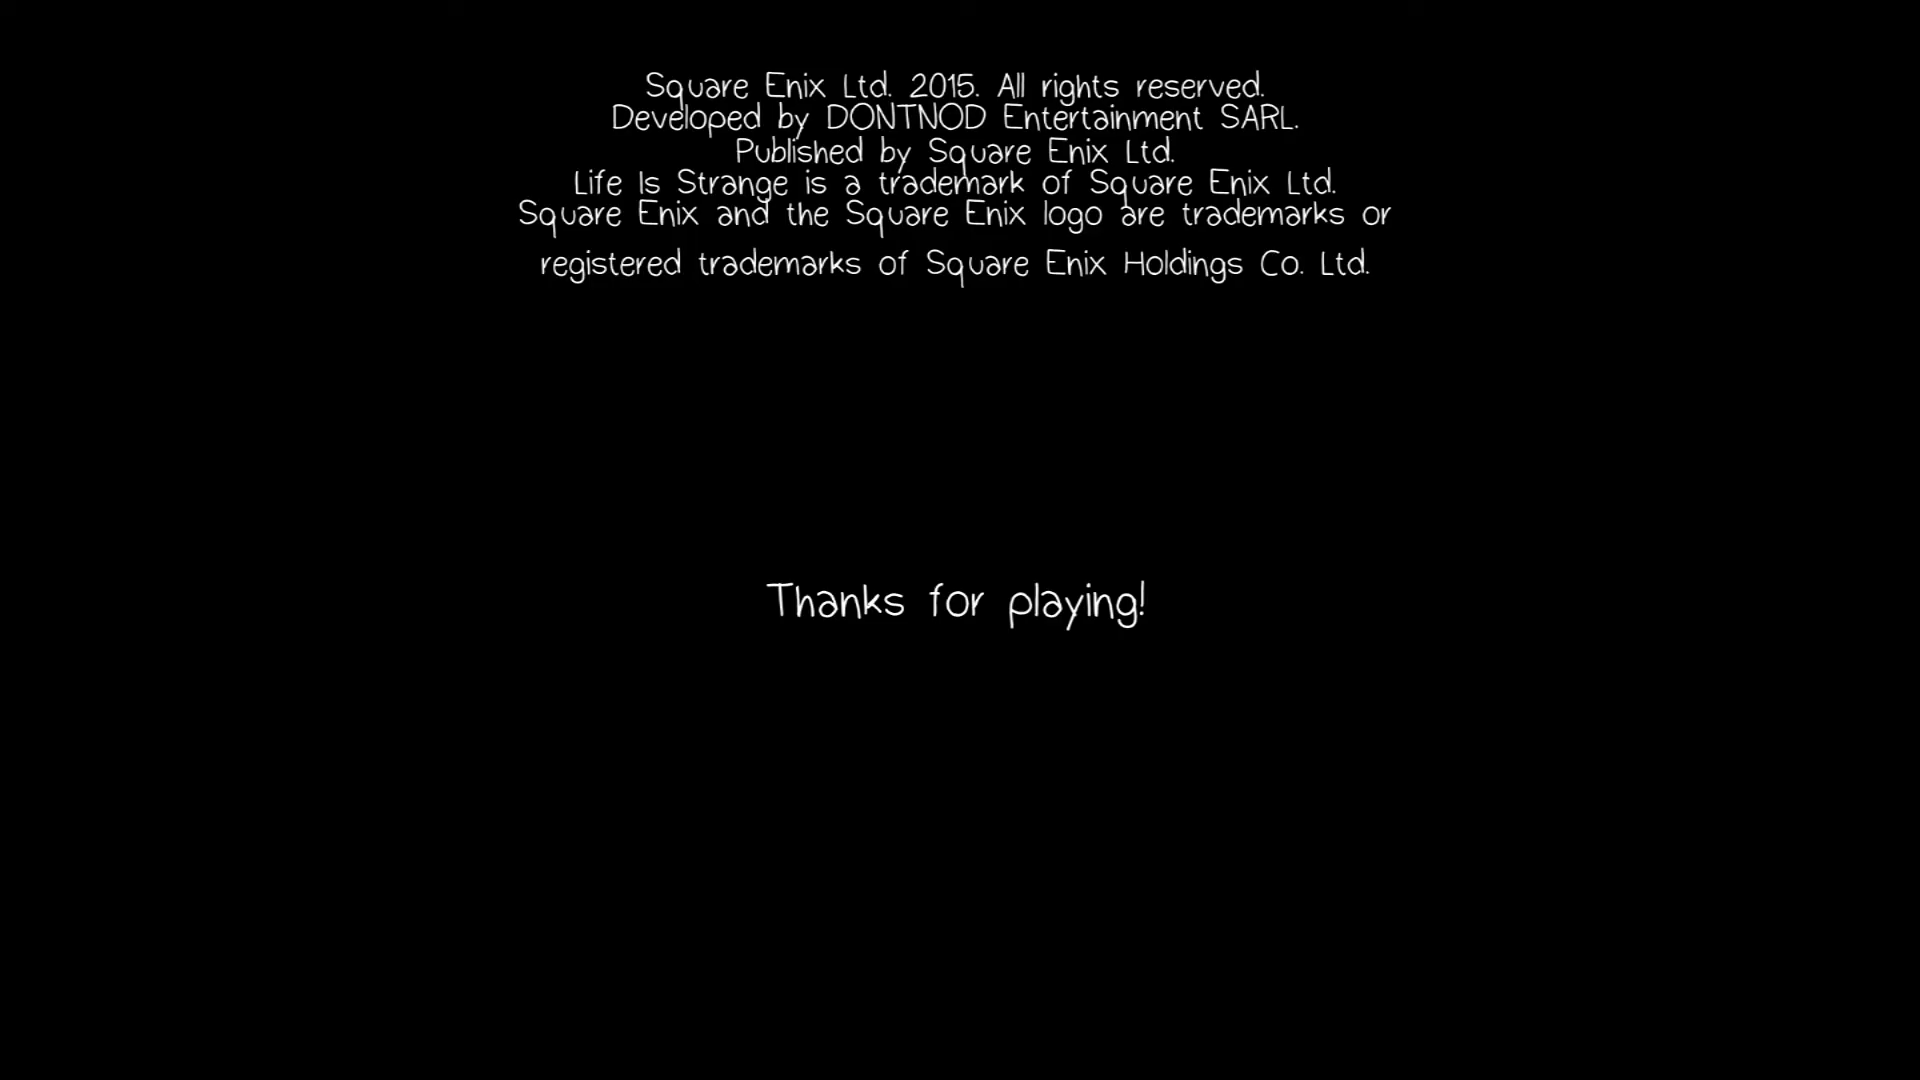 Square Enix Ltd. 2015. All rights reserved.
Developed by DONTNOD Entertainment SARL.
Published by Square Enix Ltd.
Life Is Strange is a trademark of Square Enix Ltd.
Square Enix and the Square Enix logo are trademarks or
registered trademarks of Square Enix Holdings Co. Ltd.
Thanks for playing!